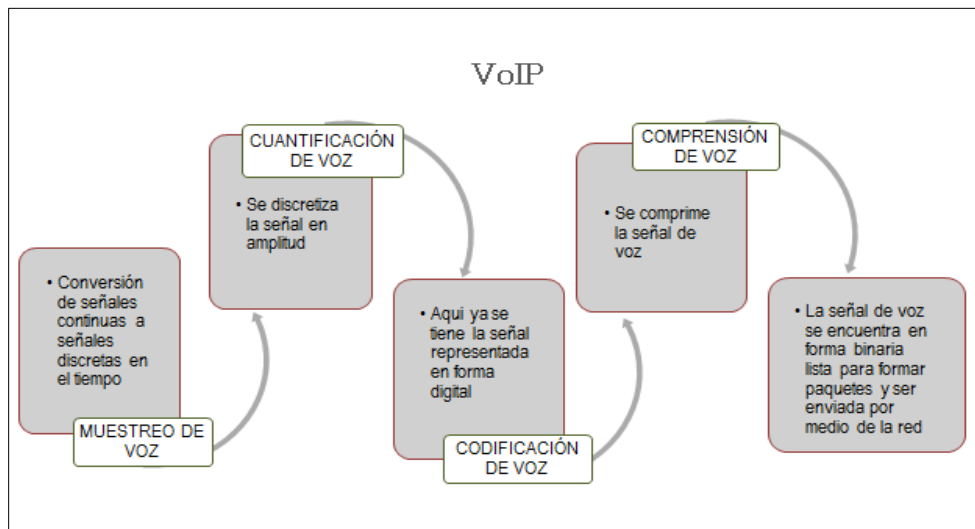 VoIP
• Conversión
de señales
continuas a
señales
discretas en
el tiempo
MUESTREO DE
VOZ
CUANTIFICACIÓN
DE VOZ
• Se discretiza
la señal en
amplitud
• Aqui ya se
tiene la señal
representada
en forma
digital
CODIFICACIÓN
DE VOZ
COMPRENSIÓN
DE VOZ
• Se comprime
la señal de
voz
• La señal de voz
se encuentra en
forma binaria
lista para formar
paquetes y ser
enviada por
medio de la red